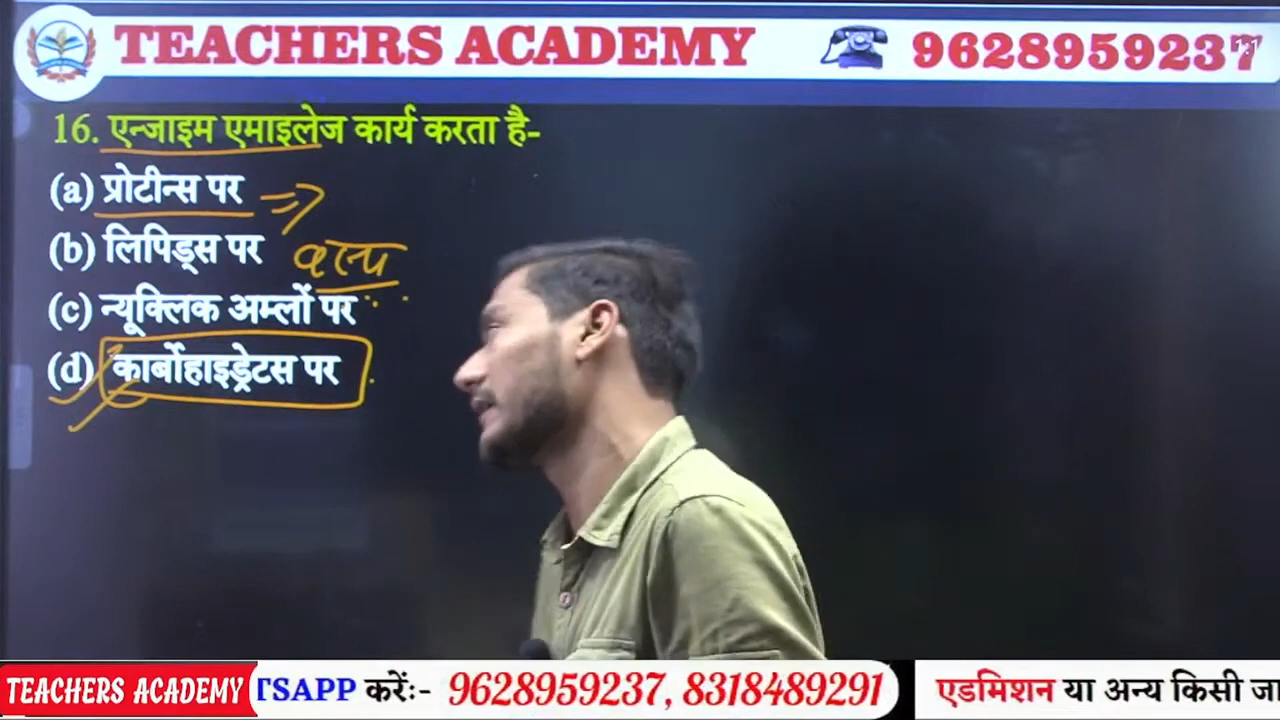 TEACHERS ACADEMY 9628959237
16. एन्जाइम एमाइलेज कार्य करता है-
(a) प्रोटीन्स पर
(b) लिपिड्स पर
(c) न्यूक्लिक अम्लों पर
(d) कार्बोहाइड्रेटस पर
TEACHERS ACADEMY TSAPP करेंः- 9628959237, 8318489291 एडमिशन या अन्य किसी जा